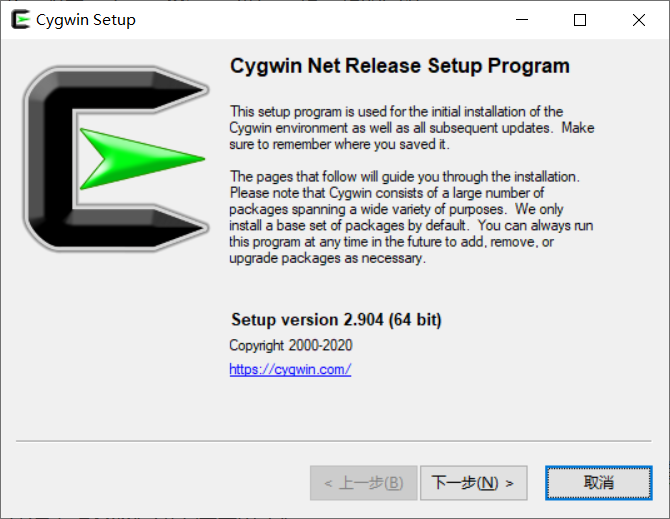 Cygwin Setup
Cygwin Net Release Setup Program
This setup program is used for the initial installation of the
Cygwin environment as well as all subsequent updates.  Make
sure to remember where you saved it.
The pages that follow will guide you through the installation.
Please note that Cygwin consists of a large number of
packages spanning a wide variety of purposes.  We only
install a base set of packages by default.  You can always run
this program at any time in the future to add, remove, or
upgrade packages as necessary.
Setup version 2.904 (64 bit)
Copyright 2000-2020
https://cygwin.com/
< 上一步(B) 下一步(N) > 取消